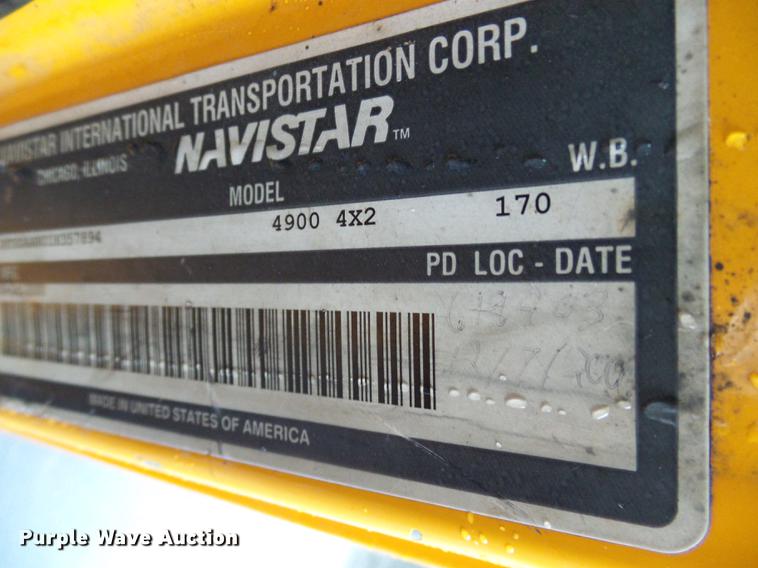 NAVISTAR INTERNATIONAL TRANSPORTATION CORP.
CHICAGO, ILLINOIS
NAVISTAR™
MODEL
W.B.
4900 4X2
170
PD LOC - DATE
MADE IN UNITED STATES OF AMERICA
Purple Wave Auction